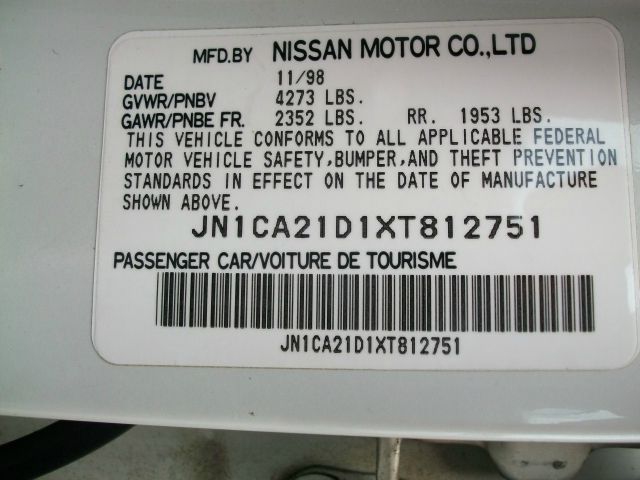 MFD.BY NISSAN MOTOR CO.,LTD
DATE 11/98
GVWR/PNBV 4273 LBS.
GAWR/PNBE FR. 2352 LBS. RR. 1953 LBS.
THIS VEHICLE CONFORMS TO ALL APPLICABLE FEDERAL
MOTOR VEHICLE SAFETY,BUMPER,AND THEFT PREVENTION
STANDARDS IN EFFECT ON THE DATE OF MANUFACTURE
SHOWN ABOVE.
JN1CA21D1XT812751
PASSENGER CAR/VOITURE DE TOURISME
JN1CA21D1XT812751